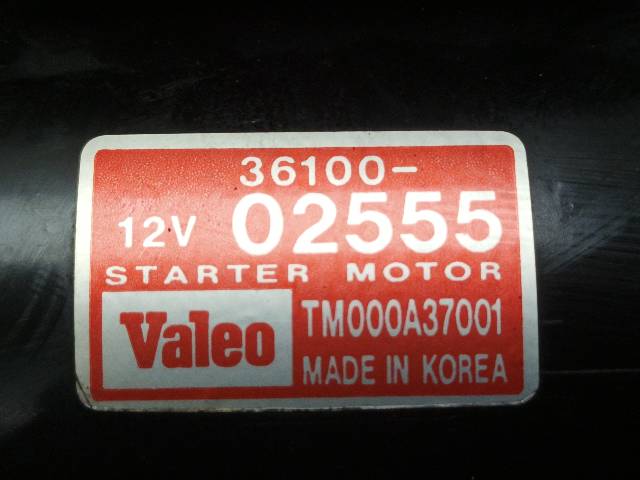 36100-
12V 02555
STARTER MOTOR
Valeo TM000A37001
MADE IN KOREA